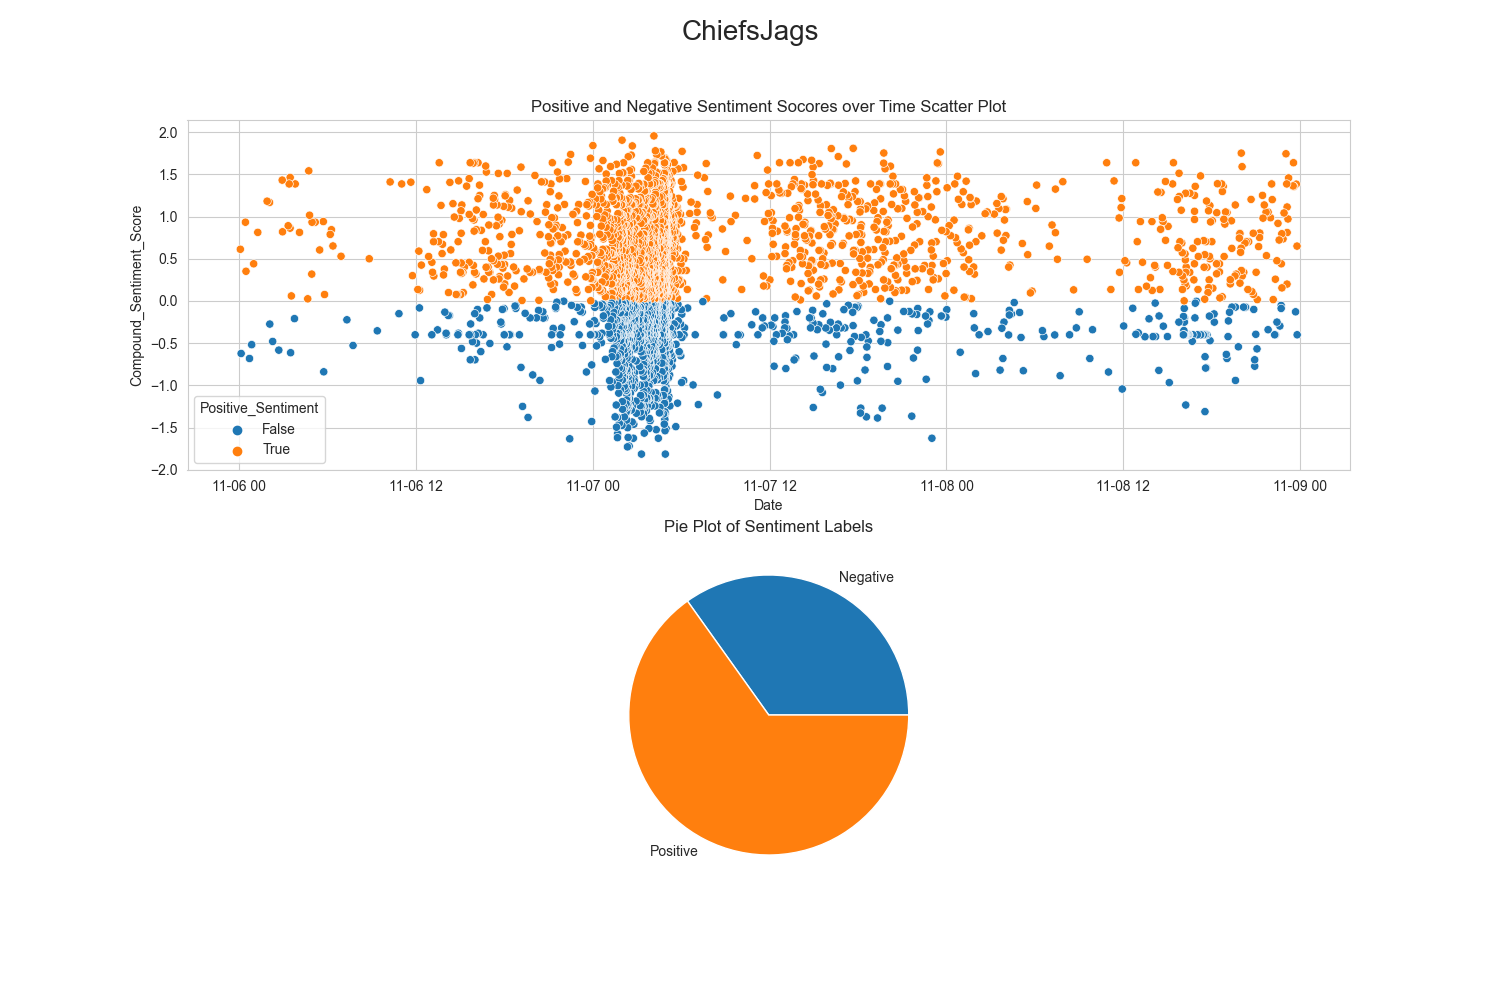 ChiefsJags
Positive and Negative Sentiment Socores over Time Scatter Plot
Compound_Sentiment_Score
2.0
1.5
1.0
0.5
0.0
−0.5
−1.0
−1.5
−2.0
Positive_Sentiment
False
True
11-06 00
11-06 12
11-07 00
11-07 12
11-08 00
11-08 12
11-09 00
Date
Pie Plot of Sentiment Labels
Negative
Positive